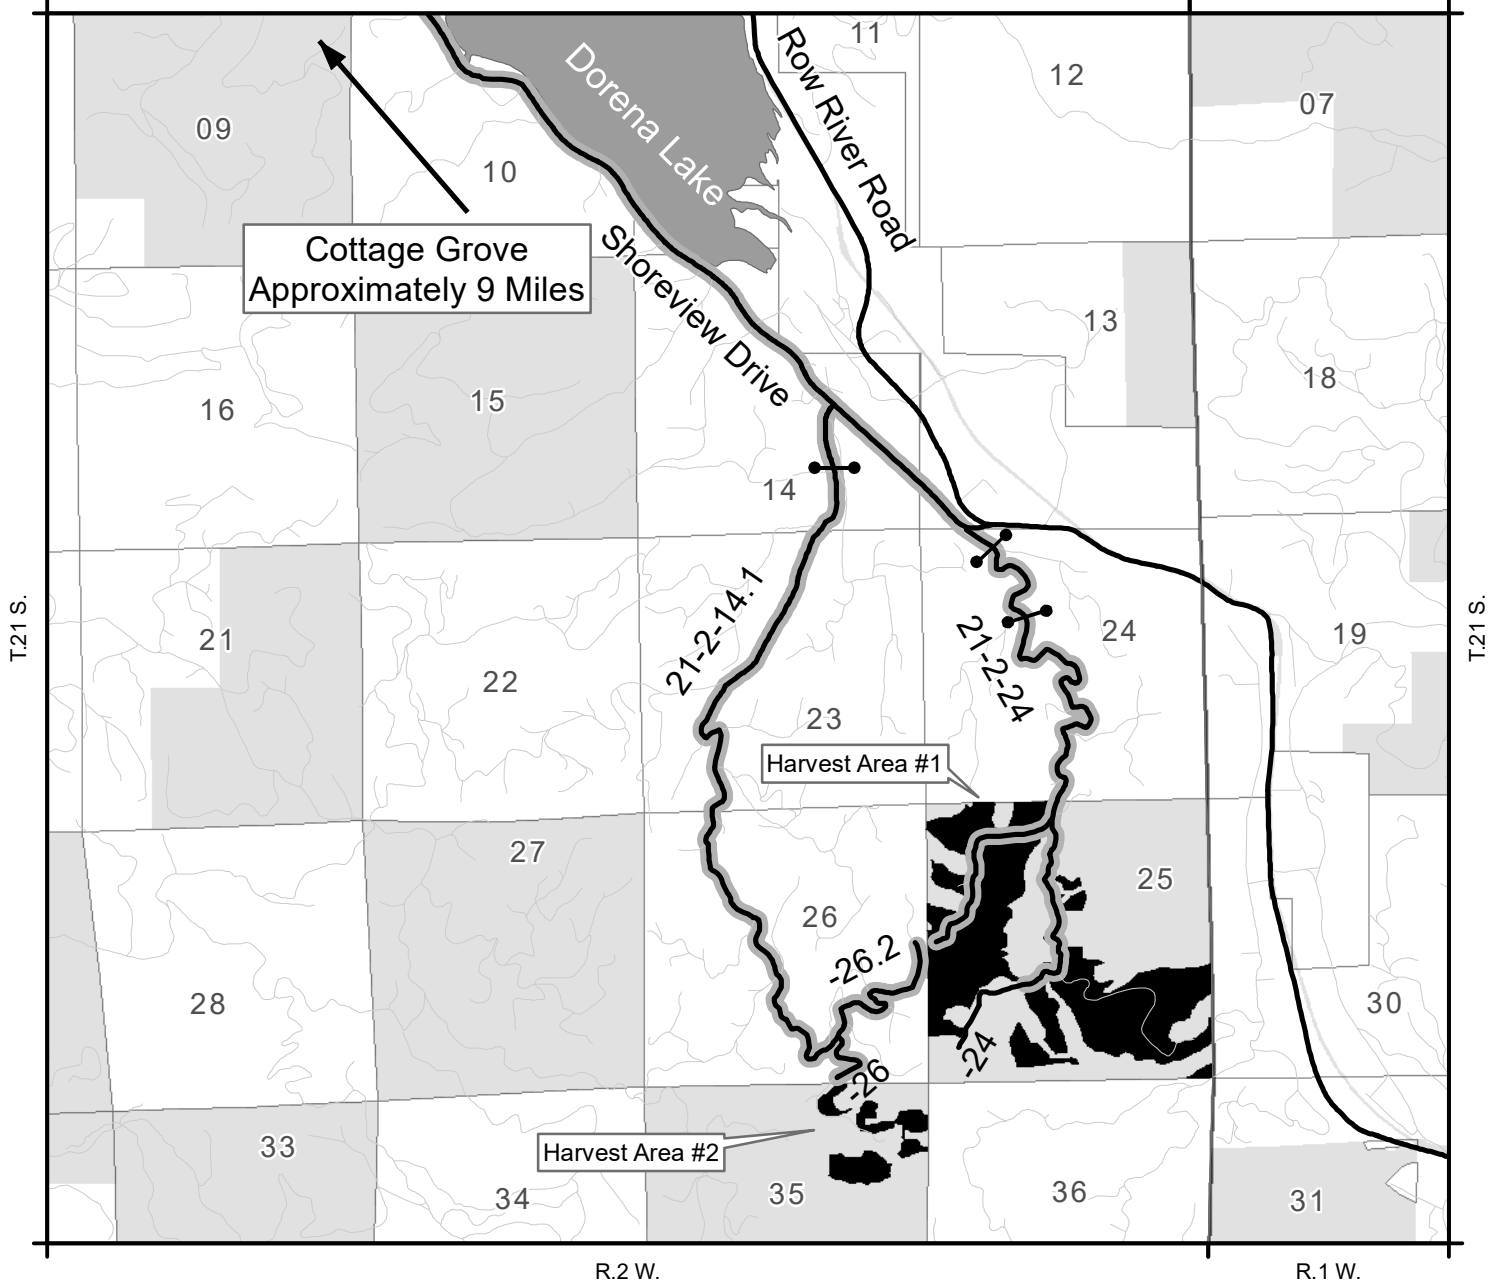 11
12
07
09
10
Dorena Lake
Row River Road
Cottage Grove
Approximately 9 Miles
Shoreview Drive
13
16
15
18
14
T.21 S.
T.21 S.
21
22
21-2-14.1
23
21-2-24
24
19
Harvest Area #1
27
26
25
-26.2
28
30
-24
-26
33
Harvest Area #2
34
35
36
31
R.2 W.
R.1 W.